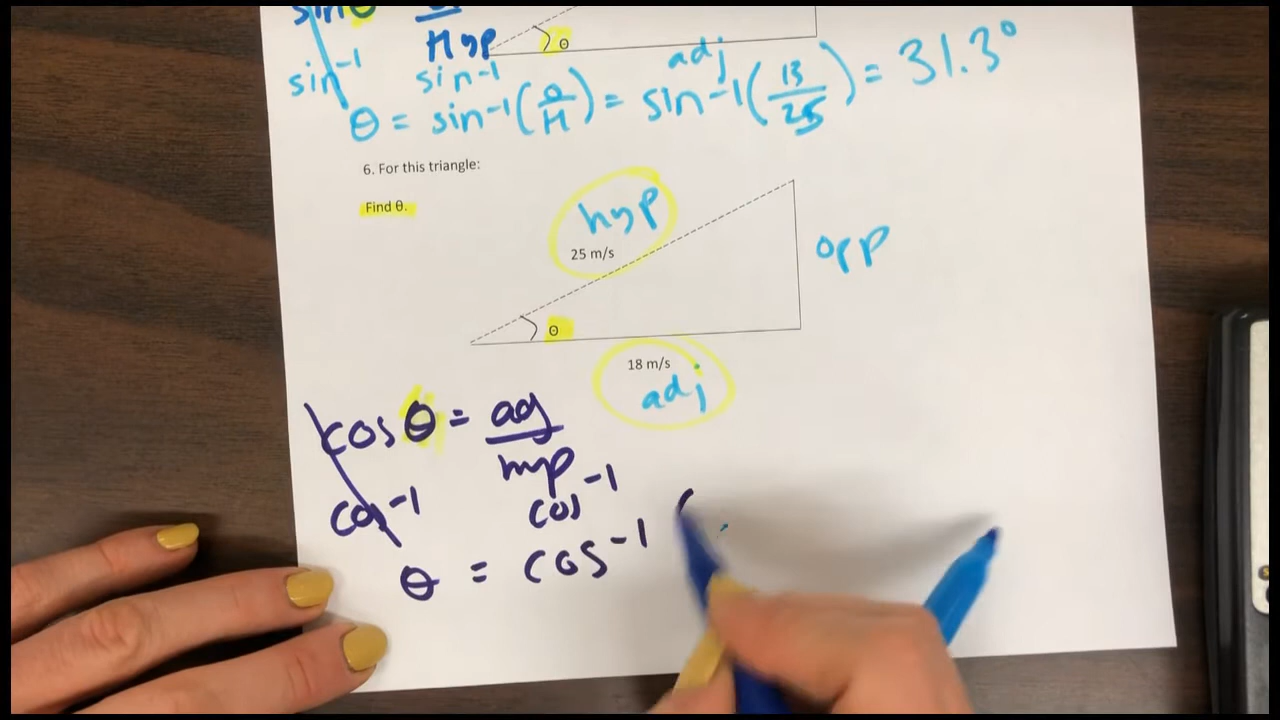 sinθ
Hyp
θ
sin⁻¹ sin⁻¹ adj
θ = sin⁻¹(O/H) = sin⁻¹(13/25) = 31.3°
6. For this triangle:
Find θ.
hyp
25 m/s
opp
θ
18 m/s
adj
cos θ = adj/hyp
cos⁻¹ cos⁻¹
θ = cos⁻¹ (